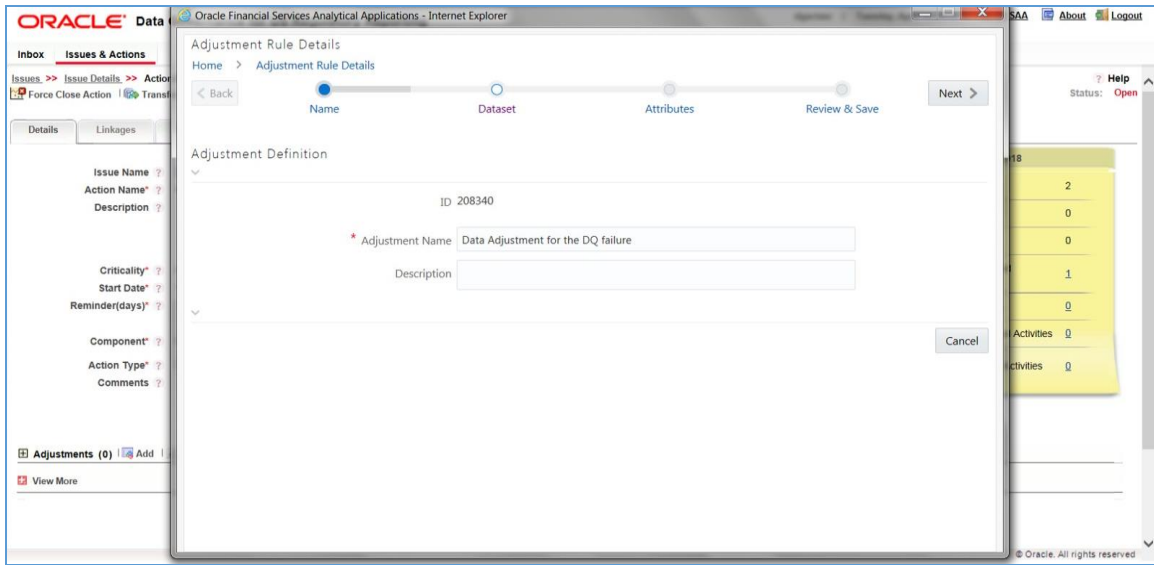 ORACLE® Data
Oracle Financial Services Analytical Applications - Internet Explorer
SAA About Logout
Inbox Issues & Actions
Issues >> Issue Details >> Action
? Help
Force Close Action | Transf
Status: Open
Details Linkages
Adjustment Rule Details
Home > Adjustment Rule Details
< Back
Name Dataset Attributes Review & Save
Next >
Adjustment Definition
ID 208340
* Adjustment Name Data Adjustment for the DQ failure
Description
Cancel
Issue Name ?
Action Name* ?
Description ?
Criticality* ?
Start Date* ?
Reminder(days)* ?
Component* ?
Action Type* ?
Comments ?
18
2
0
0
1
0
Activities 0
ctivities 0
Adjustments (0) | Add |
View More
© Oracle. All rights reserved